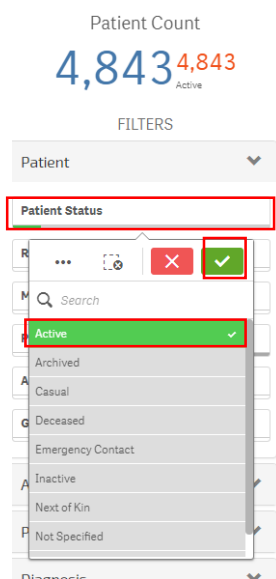 Patient Count
4,843 4,843
Active
FILTERS
Patient
Patient Status
R
M
Search
Active
Archived
A
Casual
G
Deceased
Emergency Contact
Inactive
A
Next of Kin
P
Not Specified
Diagnosis